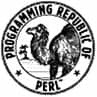 PROGRAMMING REPUBLIC OF
PERL